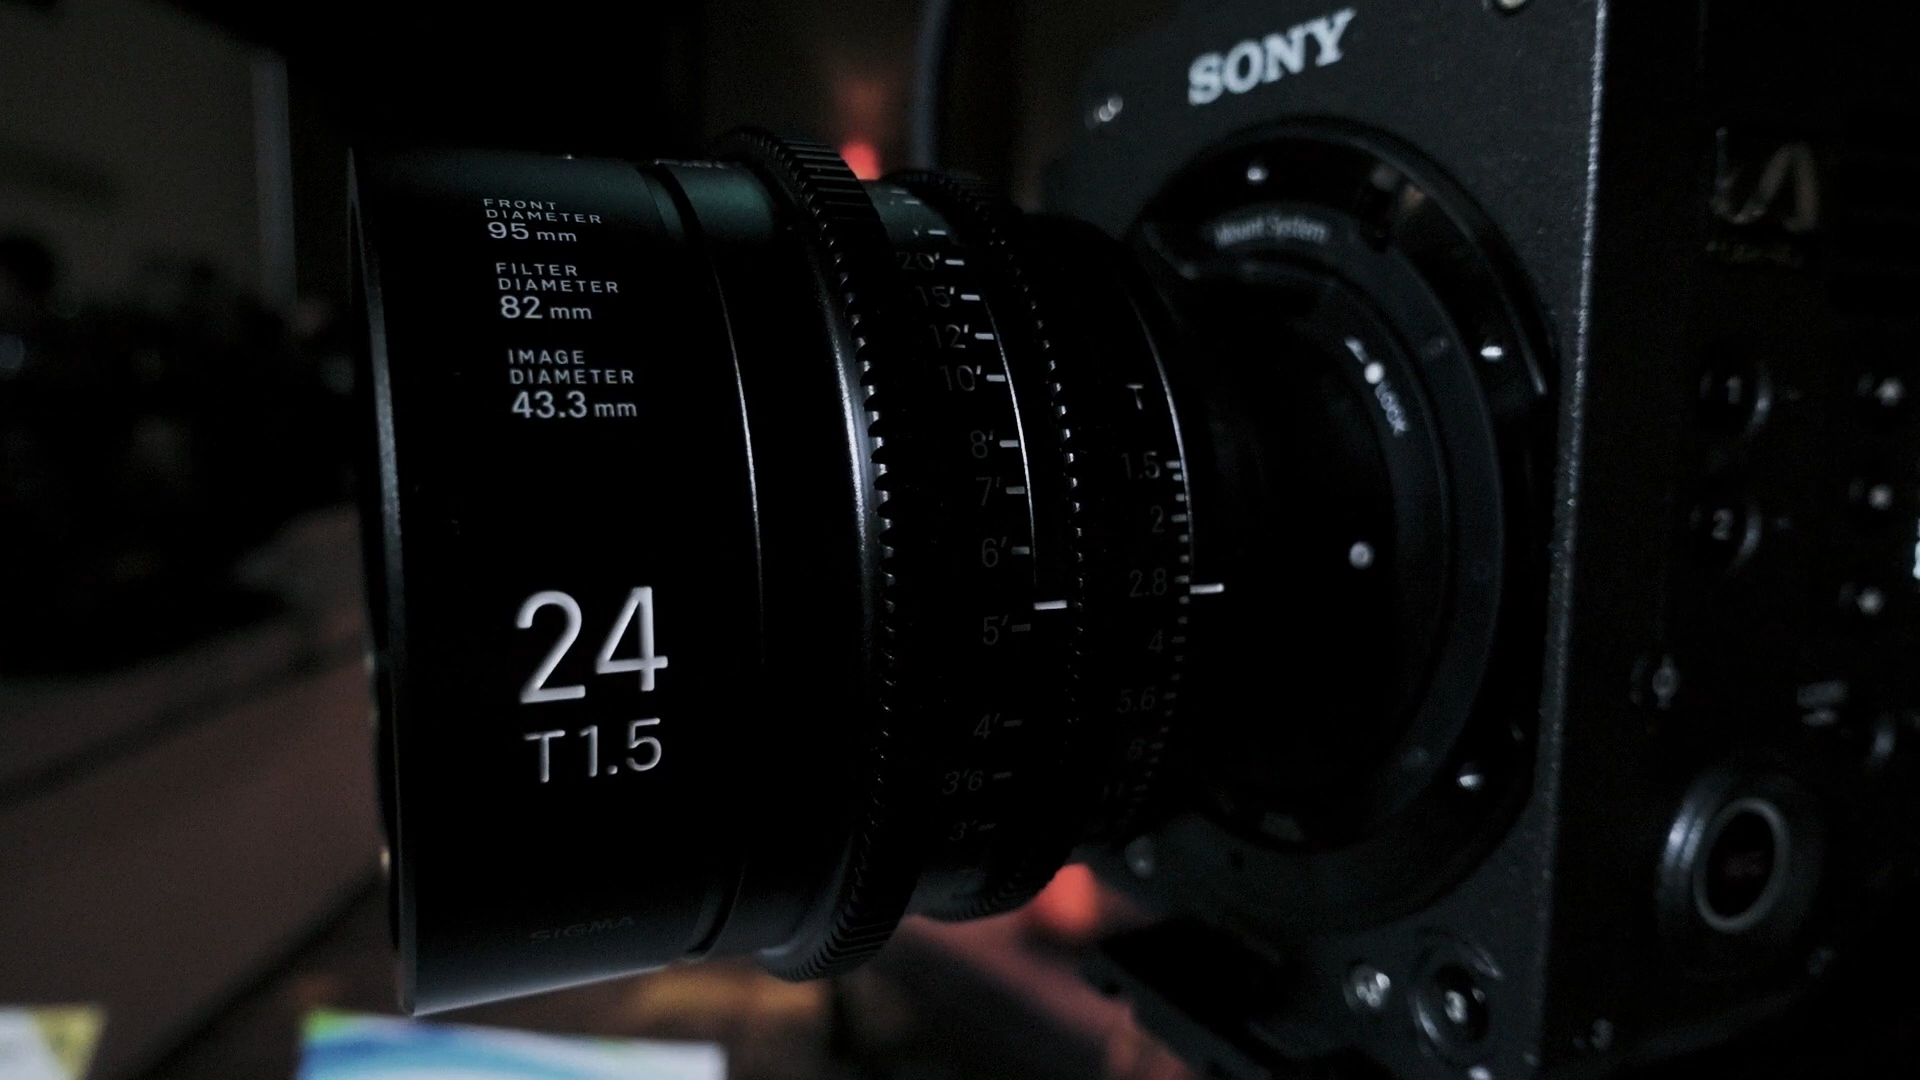 SONY
Mount System
FRONT
DIAMETER
95 mm
FILTER
DIAMETER
82 mm
IMAGE
DIAMETER
43.3 mm
24
T1.5
SIGMA
20'
15'
12'
10'
8'
7'
6'
5'
4'
3'6
3'
T
1.5
2
2.8
4
5.6
8
11
LOCK
1
2
3